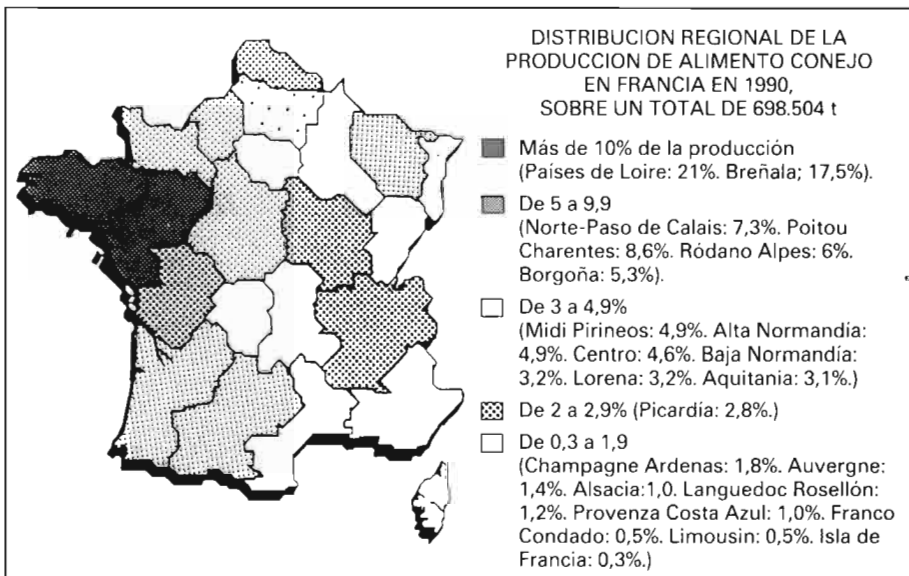 DISTRIBUCION REGIONAL DE LA
PRODUCCION DE ALIMENTO CONEJO
EN FRANCIA EN 1990,
SOBRE UN TOTAL DE 698.504 t
Más de 10% de la producción
(Países de Loire: 21%. Breñala; 17,5%).
De 5 a 9,9
(Norte-Paso de Calais: 7,3%. Poitou
Charentes: 8,6%. Ródano Alpes: 6%.
Borgoña: 5,3%).
De 3 a 4,9%
(Midi Pirineos: 4,9%. Alta Normandía:
4,9%. Centro: 4,6%. Baja Normandía:
3,2%. Lorena: 3,2%. Aquitania: 3,1%.)
De 2 a 2,9% (Picardía: 2,8%.)
De 0,3 a 1,9
(Champagne Ardenas: 1,8%. Auvergne:
1,4%. Alsacia:1,0. Languedoc Rosellón:
1,2%. Provenza Costa Azul: 1,0%. Franco
Condado: 0,5%. Limousin: 0,5%. Isla de
Francia: 0,3%.)